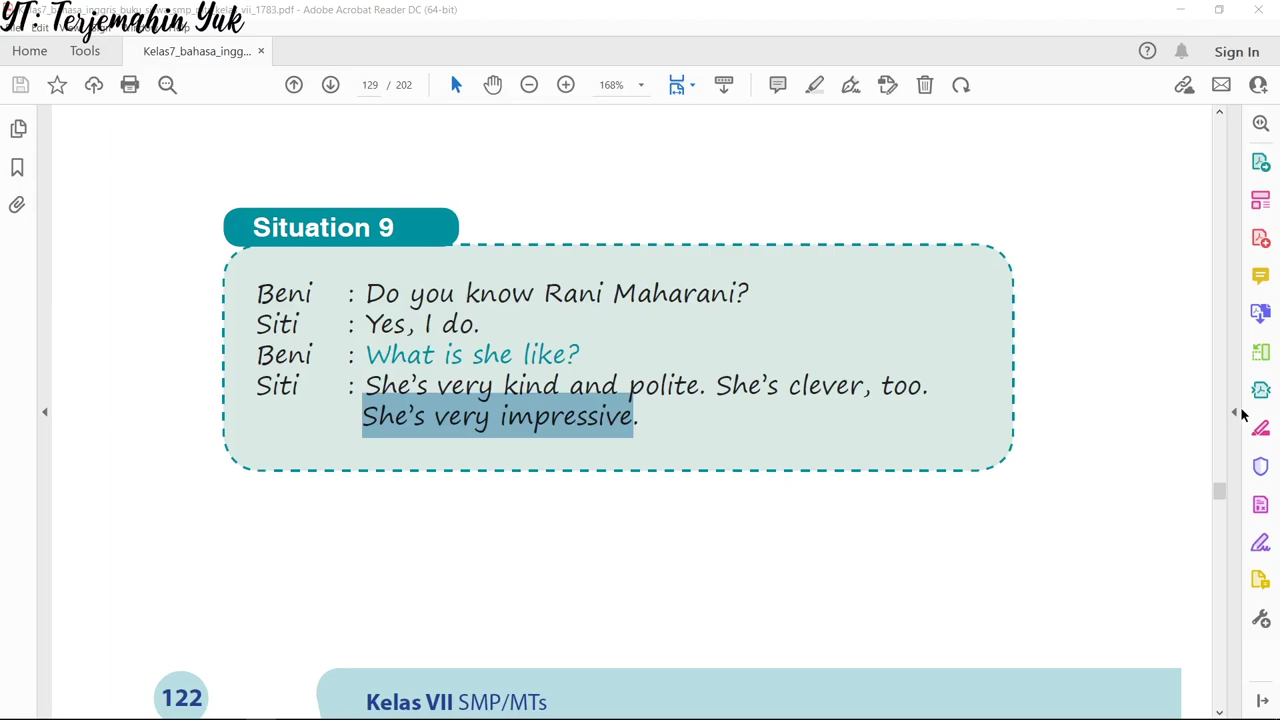 YT: Terjemahin Yuk
Kelas7_bahasa_inggris_buku_siswa_smp_mts_kelas_vii_1783.pdf - Adobe Acrobat Reader DC (64-bit)
Home Tools Kelas7_bahasa_ingg... × Sign In
129 / 202 168%
Situation 9
Beni : Do you know Rani Maharani?
Siti : Yes, I do.
Beni : What is she like?
Siti : She's very kind and polite. She's clever, too.
She's very impressive.
122 Kelas VII SMP/MTs